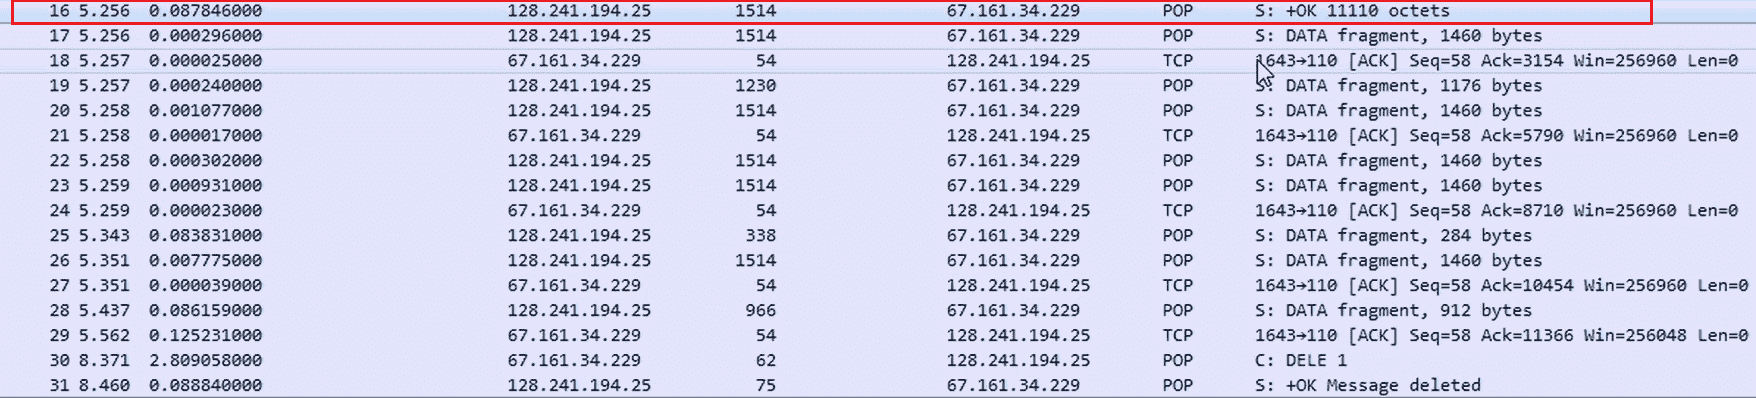 16 5.256 0.087846000 128.241.194.25 1514 67.161.34.229 POP S: +OK 11110 octets
17 5.256 0.000296000 128.241.194.25 1514 67.161.34.229 POP S: DATA fragment, 1460 bytes
18 5.257 0.000025000 67.161.34.229 54 128.241.194.25 TCP 1643→110 [ACK] Seq=58 Ack=3154 Win=256960 Len=0
19 5.257 0.000240000 128.241.194.25 1230 67.161.34.229 POP S: DATA fragment, 1176 bytes
20 5.258 0.001077000 128.241.194.25 1514 67.161.34.229 POP S: DATA fragment, 1460 bytes
21 5.258 0.000017000 67.161.34.229 54 128.241.194.25 TCP 1643→110 [ACK] Seq=58 Ack=5790 Win=256960 Len=0
22 5.258 0.000302000 128.241.194.25 1514 67.161.34.229 POP S: DATA fragment, 1460 bytes
23 5.259 0.000931000 128.241.194.25 1514 67.161.34.229 POP S: DATA fragment, 1460 bytes
24 5.259 0.000023000 67.161.34.229 54 128.241.194.25 TCP 1643→110 [ACK] Seq=58 Ack=8710 Win=256960 Len=0
25 5.343 0.083831000 128.241.194.25 338 67.161.34.229 POP S: DATA fragment, 284 bytes
26 5.351 0.007775000 128.241.194.25 1514 67.161.34.229 POP S: DATA fragment, 1460 bytes
27 5.351 0.000039000 67.161.34.229 54 128.241.194.25 TCP 1643→110 [ACK] Seq=58 Ack=10454 Win=256960 Len=0
28 5.437 0.086159000 128.241.194.25 966 67.161.34.229 POP S: DATA fragment, 912 bytes
29 5.562 0.125231000 67.161.34.229 54 128.241.194.25 TCP 1643→110 [ACK] Seq=58 Ack=11366 Win=256048 Len=0
30 8.371 2.809058000 67.161.34.229 62 128.241.194.25 POP C: DELE 1
31 8.460 0.088840000 128.241.194.25 75 67.161.34.229 POP S: +OK Message deleted